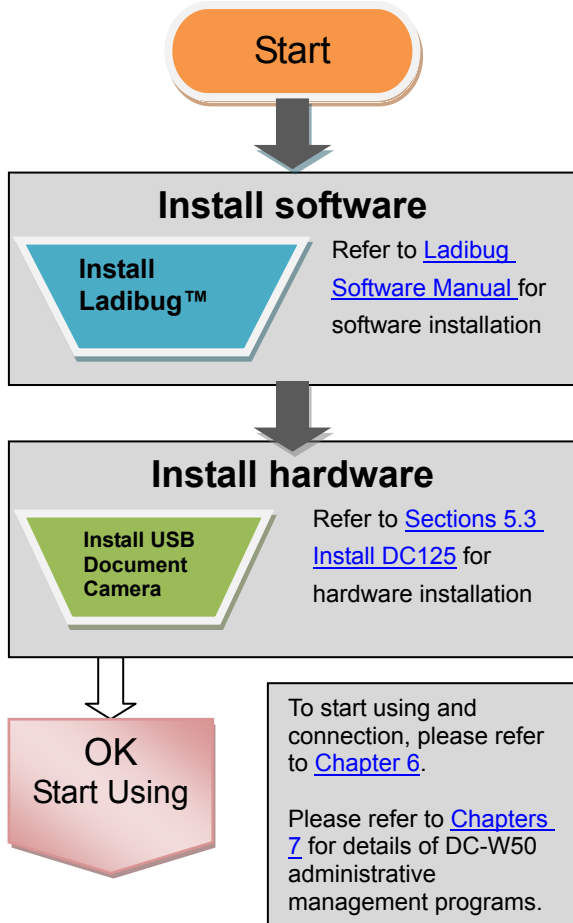 Start
Install software
Install
Ladibug™
Refer to Ladibug
Software Manual for
software installation
Install hardware
Install USB
Document
Camera
Refer to Sections 5.3
Install DC125 for
hardware installation
OK
Start Using
To start using and
connection, please refer
to Chapter 6.
Please refer to Chapters
7 for details of DC-W50
administrative
management programs.